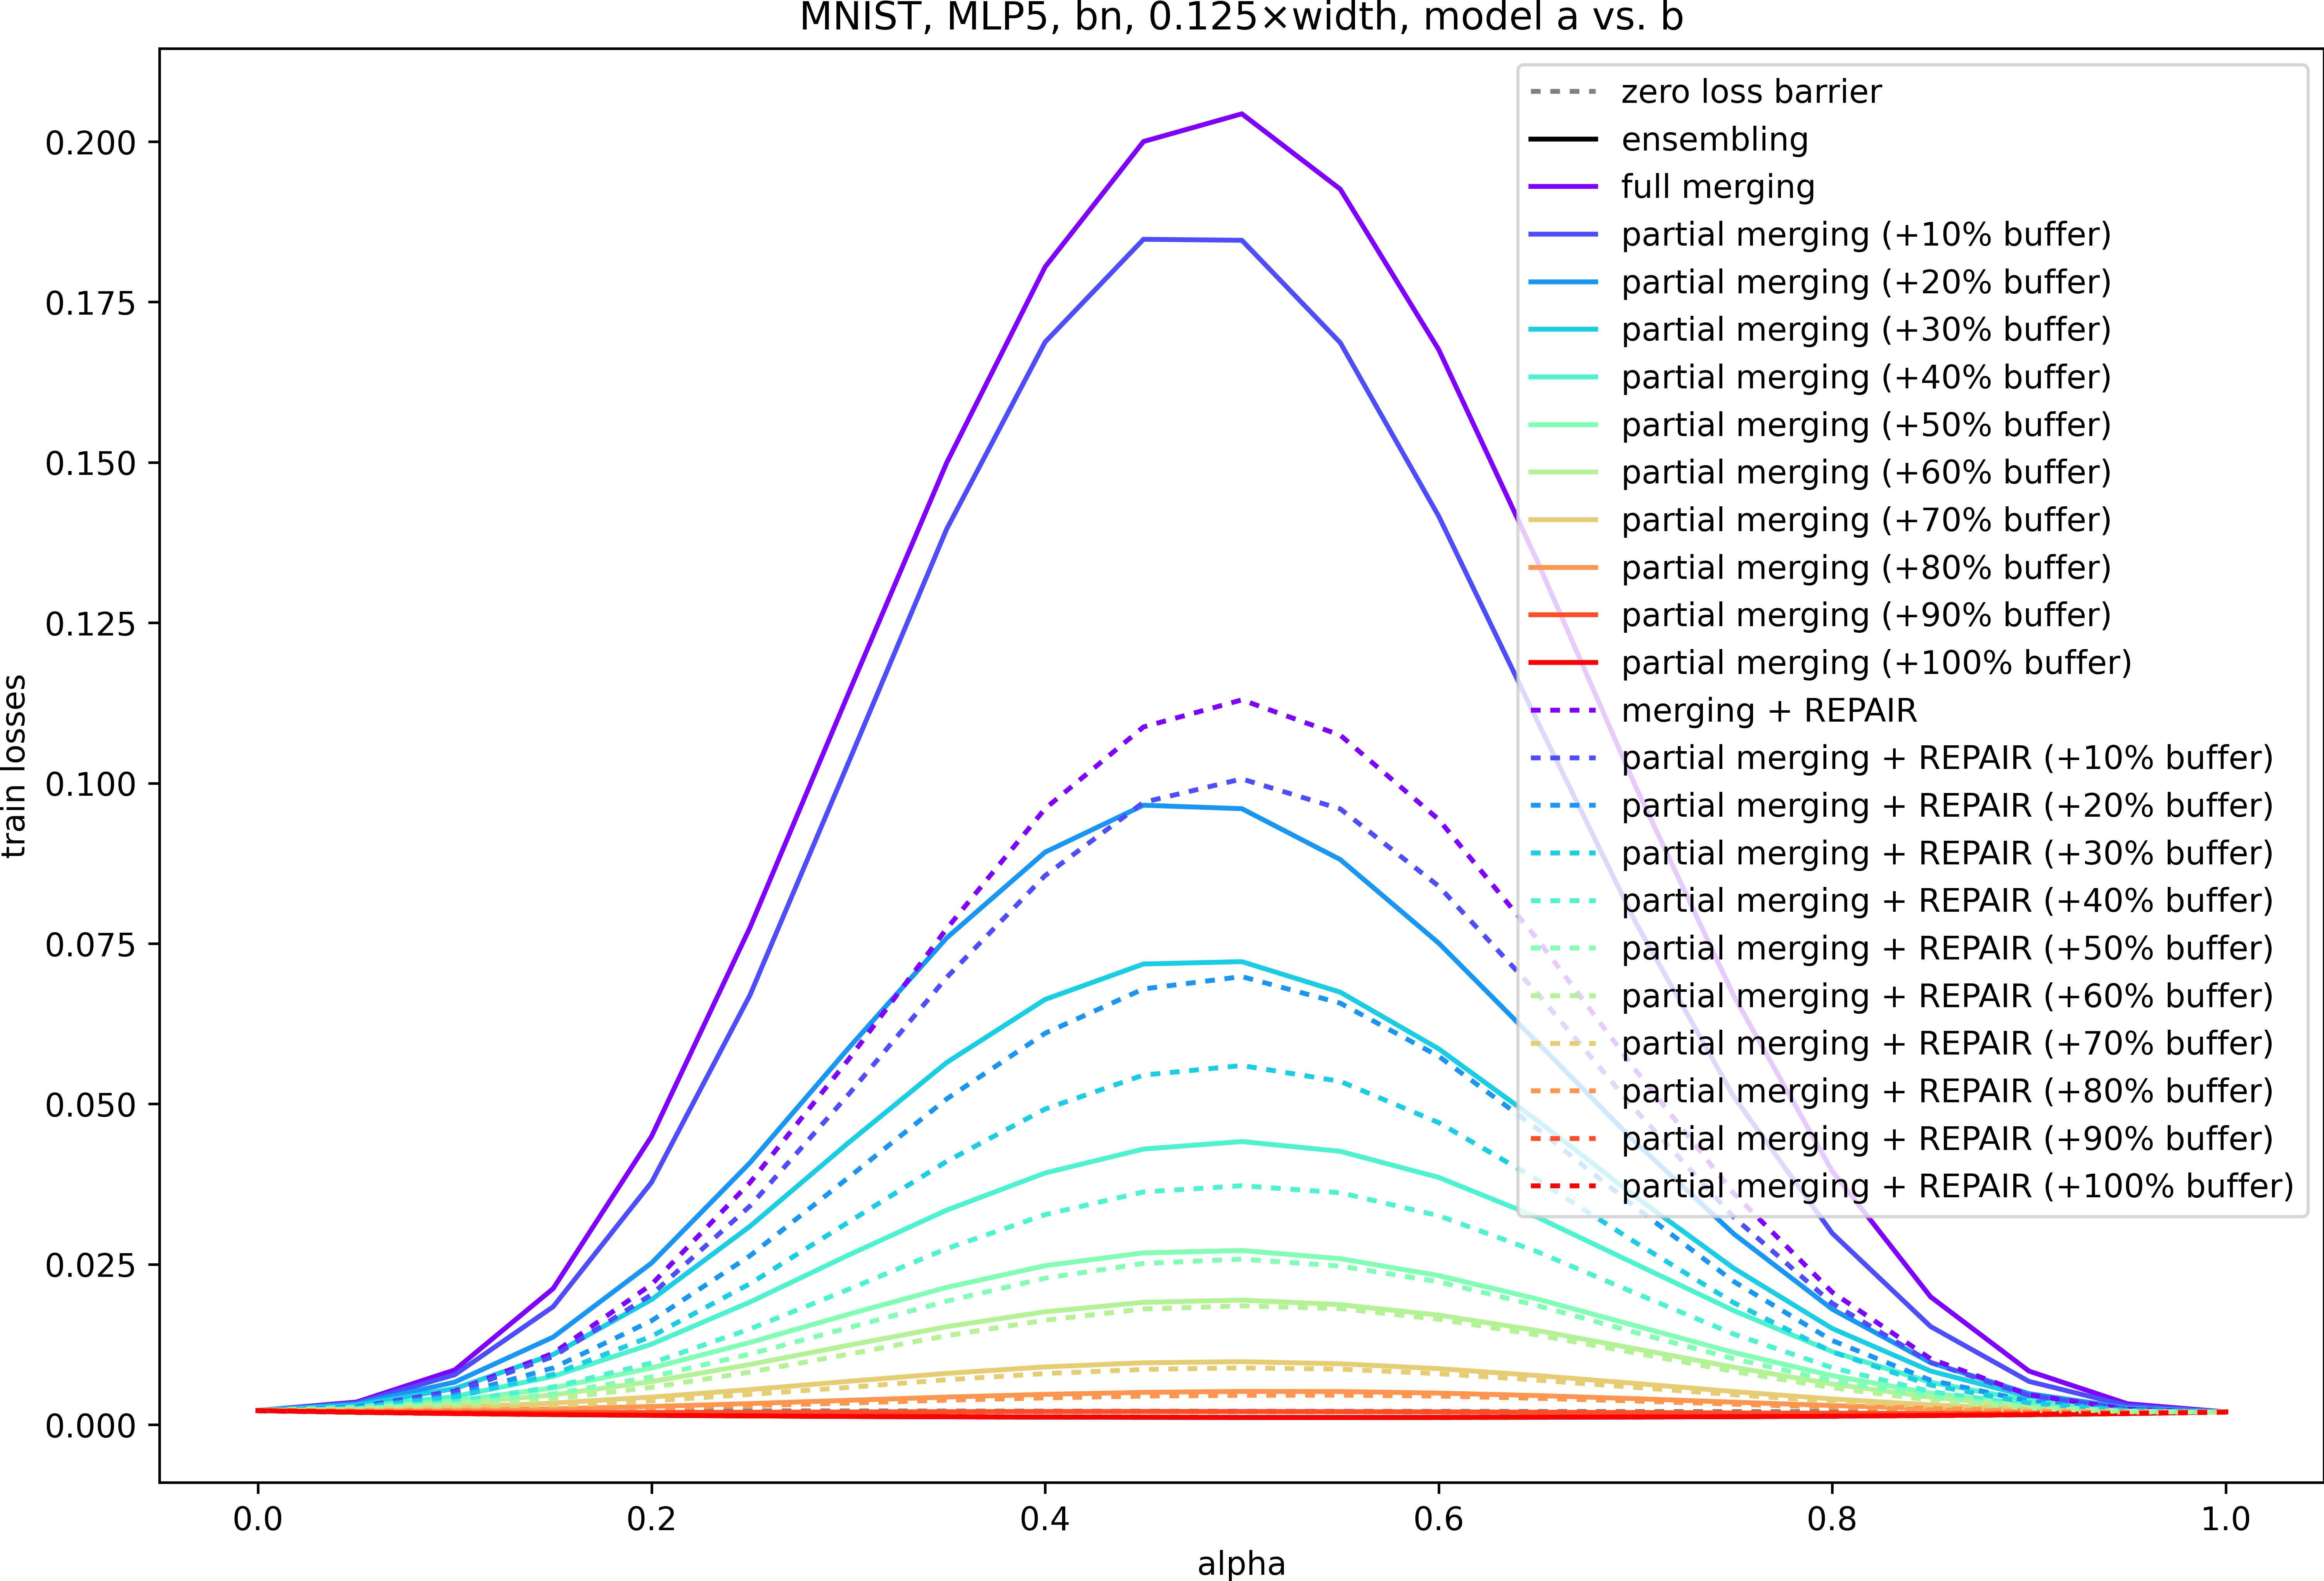 MNIST, MLP5, bn, 0.125×width, model a vs. b
train losses
0.200
0.175
0.150
0.125
0.100
0.075
0.050
0.025
0.000
zero loss barrier
ensembling
full merging
partial merging (+10% buffer)
partial merging (+20% buffer)
partial merging (+30% buffer)
partial merging (+40% buffer)
partial merging (+50% buffer)
partial merging (+60% buffer)
partial merging (+70% buffer)
partial merging (+80% buffer)
partial merging (+90% buffer)
partial merging (+100% buffer)
merging + REPAIR
partial merging + REPAIR (+10% buffer)
partial merging + REPAIR (+20% buffer)
partial merging + REPAIR (+30% buffer)
partial merging + REPAIR (+40% buffer)
partial merging + REPAIR (+50% buffer)
partial merging + REPAIR (+60% buffer)
partial merging + REPAIR (+70% buffer)
partial merging + REPAIR (+80% buffer)
partial merging + REPAIR (+90% buffer)
partial merging + REPAIR (+100% buffer)
0.0 0.2 0.4 0.6 0.8 1.0
alpha